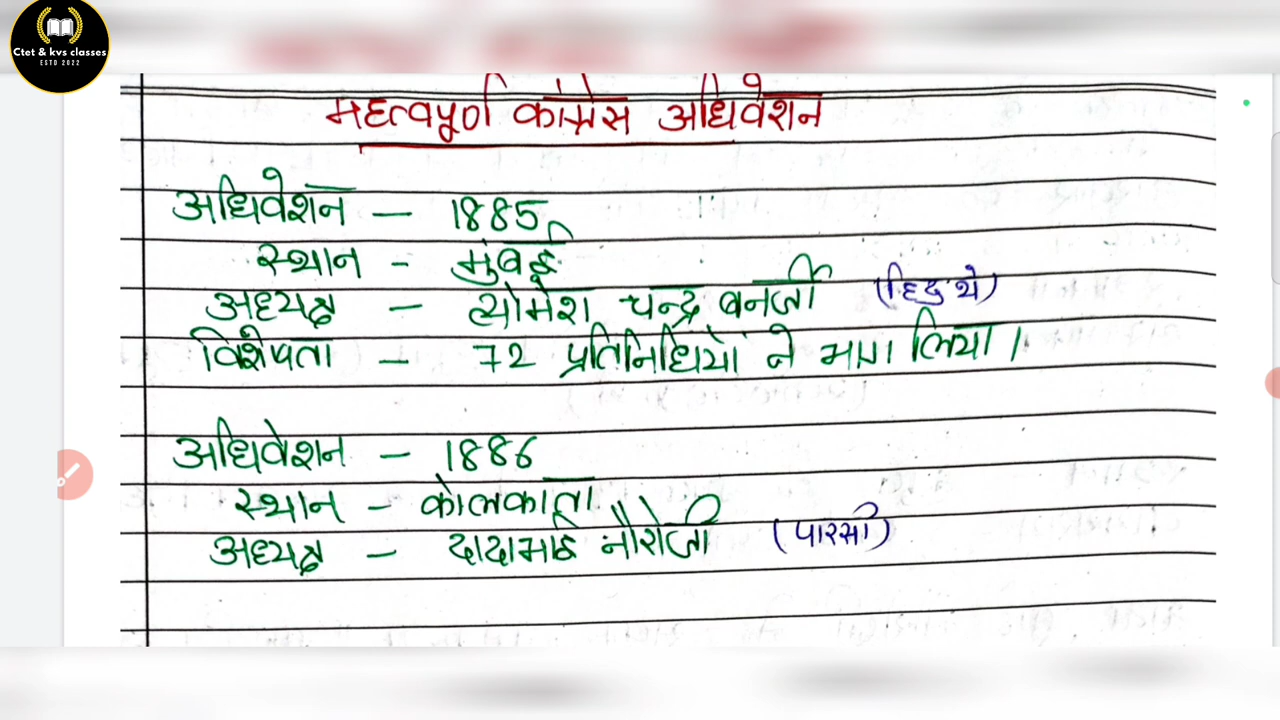 Ctet & kvs classes
ESTD 2022
महत्वपूर्ण कांग्रेस अधिवेशन
अधिवेशन – 1885
स्थान - मुंबई
अध्यक्ष – व्योमेश चन्द्र बनर्जी (हिंदु थे)
विशेषता – 72 प्रतिनिधियों ने भाग लिया।
अधिवेशन – 1886
स्थान – कोलकाता
अध्यक्ष – दादाभाई नौरोजी (पारसी)